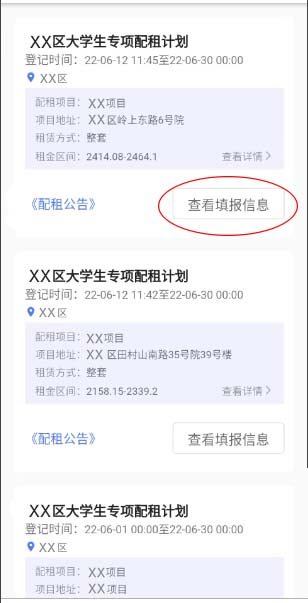 XX区大学生专项配租计划
登记时间：22-06-12 11:45至22-06-30 00:00
XX区
配租项目：XX项目
项目地址：XX区岭上东路6号院
租赁方式：整套
租金区间：2414.08-2464.1 查看详情>
《配租公告》 查看填报信息
XX区大学生专项配租计划
登记时间：22-06-12 11:42至22-06-30 00:00
XX区
配租项目：XX项目
项目地址：XX 区田村山南路35号院39号楼
租赁方式：整套
租金区间：2158.15-2339.2 查看详情>
《配租公告》 查看填报信息
XX区大学生专项配租计划
登记时间：22-06-01 00:00至22-06-30 00:00
XX区
配租项目：XX项目
项目地址：XX项目